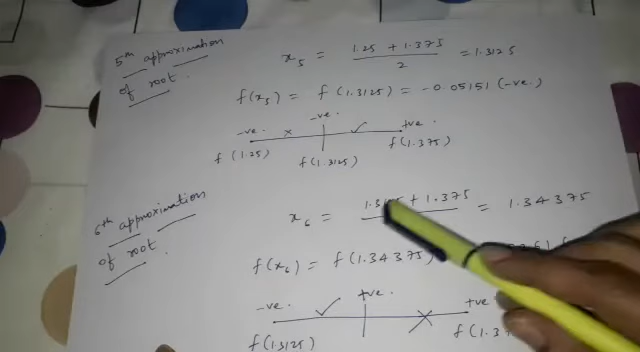 5th approximation of root.
x5 = 1.25 + 1.375 / 2 = 1.3125
f(x5) = f(1.3125) = -0.05151 (-ve.)
-ve. × -ve. ✓ +ve.
f(1.25) f(1.3125) f(1.375)
6th approximation of root.
x6 = + 1.375 = 1.34375
f(x6) = f(1.34375)
-ve. ✓ +ve. × +ve
f(1.3125)